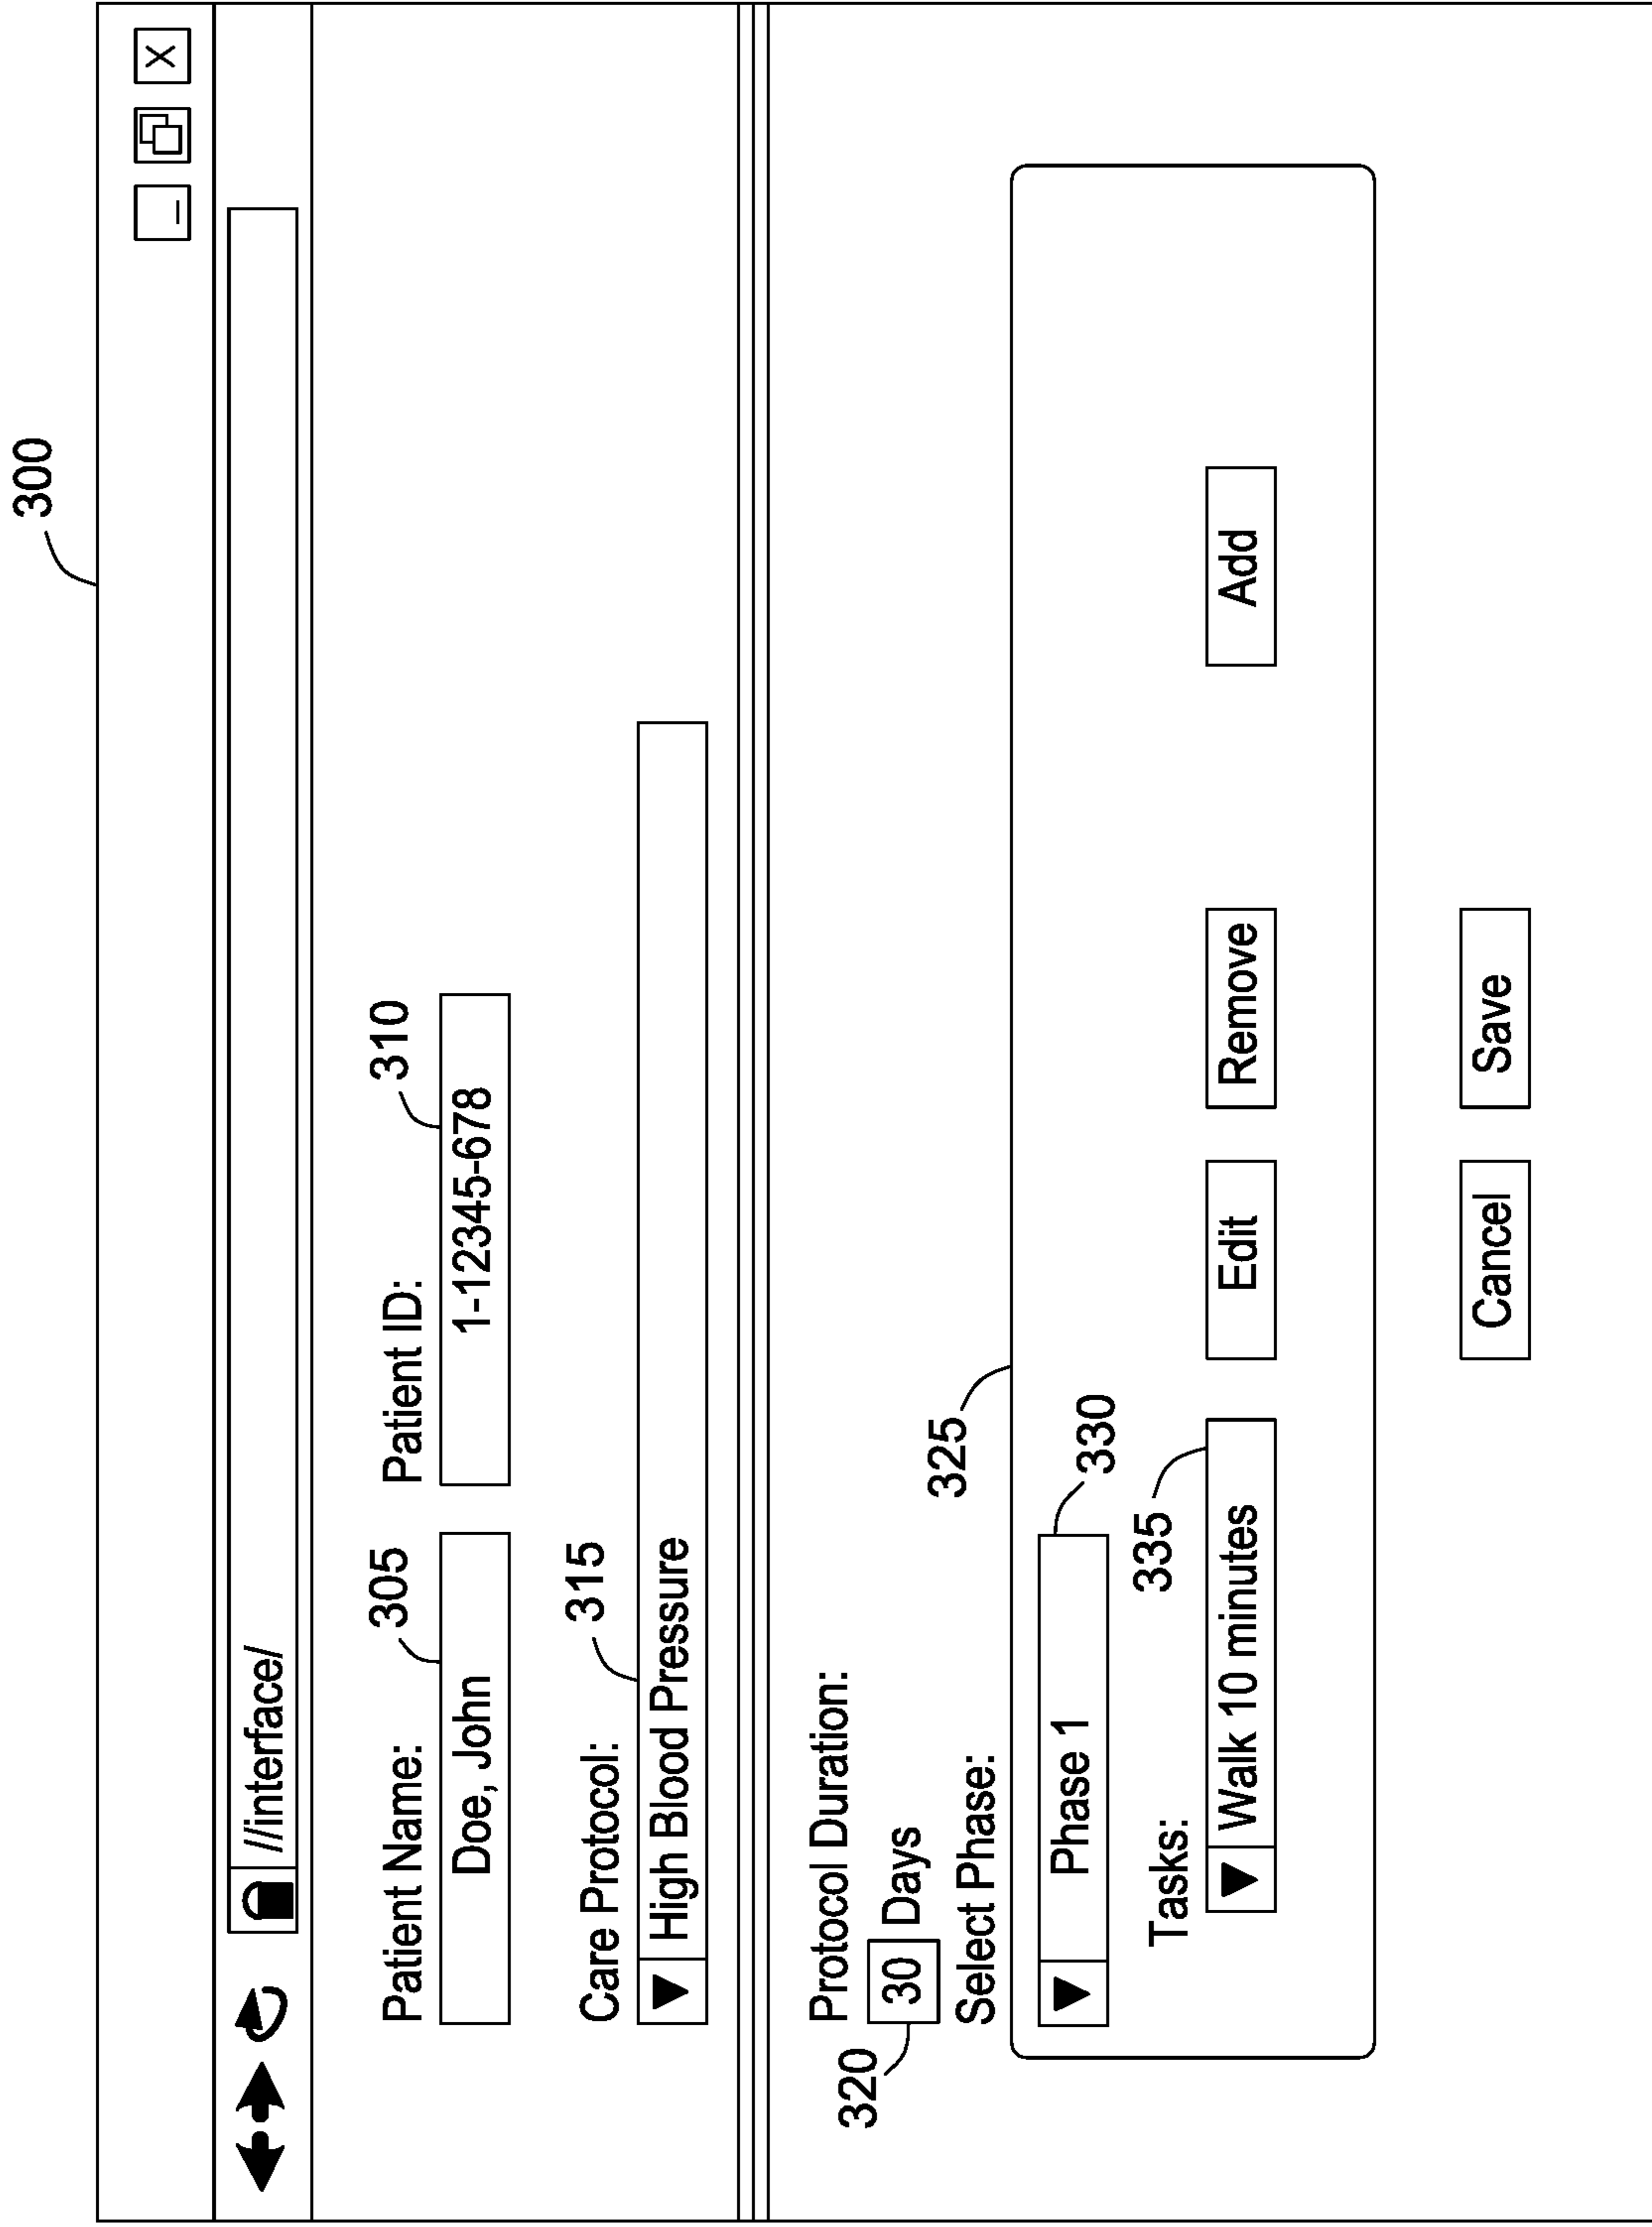 300
_ X
//interface/
Patient Name: 305 Patient ID: 310
Doe, John 1-12345-678
Care Protocol: 315
High Blood Pressure
Protocol Duration:
320 30 Days
Select Phase: 325
Phase 1 330
Tasks: 335
Walk 10 minutes Edit Remove Add
Cancel Save